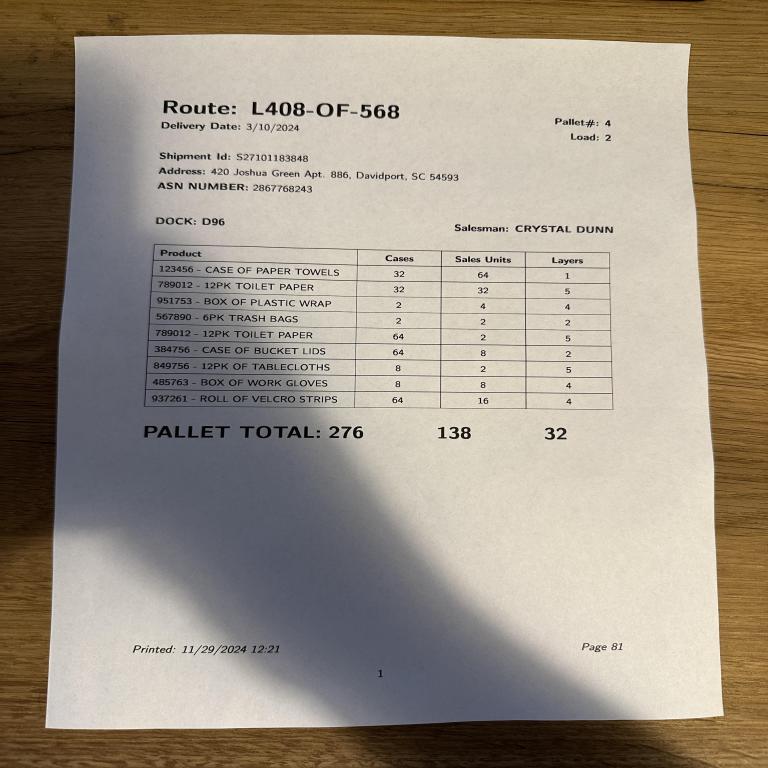 Route: L408-OF-568
Delivery Date: 3/10/2024
Pallet#: 4
Load: 2
Shipment Id: S27101183848
Address: 420 Joshua Green Apt. 886, Davidport, SC 54593
ASN NUMBER: 2867768243
DOCK: D96
Salesman: CRYSTAL DUNN
Product Cases Sales Units Layers
123456 - CASE OF PAPER TOWELS 32 64 1
789012 - 12PK TOILET PAPER 32 32 5
951753 - BOX OF PLASTIC WRAP 2 4 4
567890 - 6PK TRASH BAGS 2 2 2
789012 - 12PK TOILET PAPER 64 2 5
384756 - CASE OF BUCKET LIDS 64 8 2
849756 - 12PK OF TABLECLOTHS 8 2 5
485763 - BOX OF WORK GLOVES 8 8 4
937261 - ROLL OF VELCRO STRIPS 64 16 4
PALLET TOTAL: 276 138 32
Printed: 11/29/2024 12:21
Page 81
1